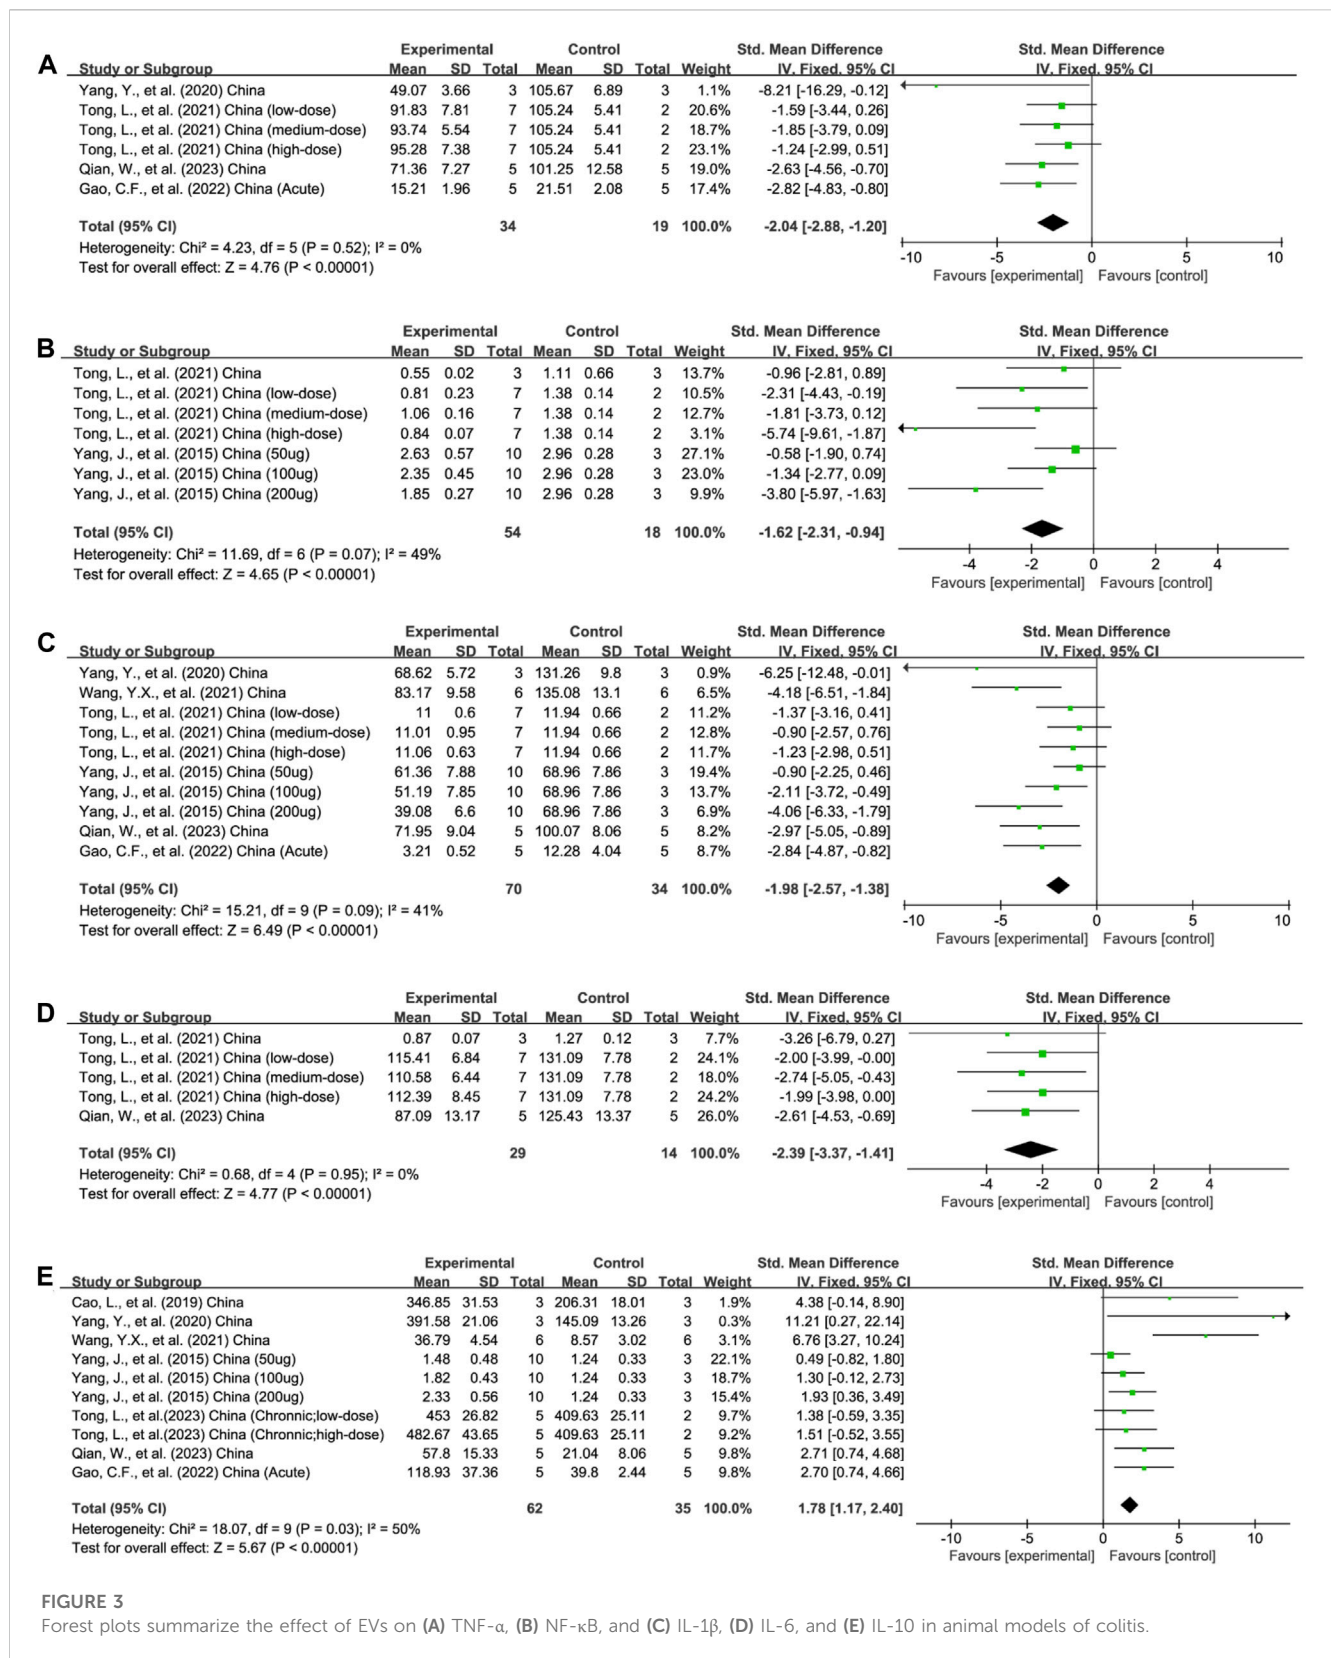 A
Experimental Control Std. Mean Difference Std. Mean Difference
Study or Subgroup Mean SD Total Mean SD Total Weight IV, Fixed, 95% CI IV, Fixed, 95% CI
Yang, Y., et al. (2020) China 49.07 3.66 3 105.67 6.89 3 1.1% -8.21 [-16.29, -0.12]
Tong, L., et al. (2021) China (low-dose) 91.83 7.81 7 105.24 5.41 2 20.6% -1.59 [-3.44, 0.26]
Tong, L., et al. (2021) China (medium-dose) 93.74 5.54 7 105.24 5.41 2 18.7% -1.85 [-3.79, 0.09]
Tong, L., et al. (2021) China (high-dose) 95.28 7.38 7 105.24 5.41 2 23.1% -1.24 [-2.99, 0.51]
Qian, W., et al. (2023) China 71.36 7.27 5 101.25 12.58 5 19.0% -2.63 [-4.56, -0.70]
Gao, C.F., et al. (2022) China (Acute) 15.21 1.96 5 21.51 2.08 5 17.4% -2.82 [-4.83, -0.80]
Total (95% CI) 34 19 100.0% -2.04 [-2.88, -1.20]
Heterogeneity: Chi² = 4.23, df = 5 (P = 0.52); I² = 0%
Test for overall effect: Z = 4.76 (P < 0.00001)
-10 -5 0 5 10
Favours [experimental] Favours [control]
B
Experimental Control Std. Mean Difference Std. Mean Difference
Study or Subgroup Mean SD Total Mean SD Total Weight IV, Fixed, 95% CI IV, Fixed, 95% CI
Tong, L., et al. (2021) China 0.55 0.02 3 1.11 0.66 3 13.7% -0.96 [-2.81, 0.89]
Tong, L., et al. (2021) China (low-dose) 0.81 0.23 7 1.38 0.14 2 10.5% -2.31 [-4.43, -0.19]
Tong, L., et al. (2021) China (medium-dose) 1.06 0.16 7 1.38 0.14 2 12.7% -1.81 [-3.73, 0.12]
Tong, L., et al. (2021) China (high-dose) 0.84 0.07 7 1.38 0.14 2 3.1% -5.74 [-9.61, -1.87]
Yang, J., et al. (2015) China (50ug) 2.63 0.57 10 2.96 0.28 3 27.1% -0.58 [-1.90, 0.74]
Yang, J., et al. (2015) China (100ug) 2.35 0.45 10 2.96 0.28 3 23.0% -1.34 [-2.77, 0.09]
Yang, J., et al. (2015) China (200ug) 1.85 0.27 10 2.96 0.28 3 9.9% -3.80 [-5.97, -1.63]
Total (95% CI) 54 18 100.0% -1.62 [-2.31, -0.94]
Heterogeneity: Chi² = 11.69, df = 6 (P = 0.07); I² = 49%
Test for overall effect: Z = 4.65 (P < 0.00001)
-4 -2 0 2 4
Favours [experimental] Favours [control]
C
Experimental Control Std. Mean Difference Std. Mean Difference
Study or Subgroup Mean SD Total Mean SD Total Weight IV, Fixed, 95% CI IV, Fixed, 95% CI
Yang, Y., et al. (2020) China 68.62 5.72 3 131.26 9.8 3 0.9% -6.25 [-12.48, -0.01]
Wang, Y.X., et al. (2021) China 83.17 9.58 6 135.08 13.1 6 6.5% -4.18 [-6.51, -1.84]
Tong, L., et al. (2021) China (low-dose) 11 0.6 7 11.94 0.66 2 11.2% -1.37 [-3.16, 0.41]
Tong, L., et al. (2021) China (medium-dose) 11.01 0.95 7 11.94 0.66 2 12.8% -0.90 [-2.57, 0.76]
Tong, L., et al. (2021) China (high-dose) 11.06 0.63 7 11.94 0.66 2 11.7% -1.23 [-2.98, 0.51]
Yang, J., et al. (2015) China (50ug) 61.36 7.88 10 68.96 7.86 3 19.4% -0.90 [-2.25, 0.46]
Yang, J., et al. (2015) China (100ug) 51.19 7.85 10 68.96 7.86 3 13.7% -2.11 [-3.72, -0.49]
Yang, J., et al. (2015) China (200ug) 39.08 6.6 10 68.96 7.86 3 6.9% -4.06 [-6.33, -1.79]
Qian, W., et al. (2023) China 71.95 9.04 5 100.07 8.06 5 8.2% -2.97 [-5.05, -0.89]
Gao, C.F., et al. (2022) China (Acute) 3.21 0.52 5 12.28 4.04 5 8.7% -2.84 [-4.87, -0.82]
Total (95% CI) 70 34 100.0% -1.98 [-2.57, -1.38]
Heterogeneity: Chi² = 15.21, df = 9 (P = 0.09); I² = 41%
Test for overall effect: Z = 6.49 (P < 0.00001)
-10 -5 0 5 10
Favours [experimental] Favours [control]
D
Experimental Control Std. Mean Difference Std. Mean Difference
Study or Subgroup Mean SD Total Mean SD Total Weight IV, Fixed, 95% CI IV, Fixed, 95% CI
Tong, L., et al. (2021) China 0.87 0.07 3 1.27 0.12 3 7.7% -3.26 [-6.79, 0.27]
Tong, L., et al. (2021) China (low-dose) 115.41 6.84 7 131.09 7.78 2 24.1% -2.00 [-3.99, -0.00]
Tong, L., et al. (2021) China (medium-dose) 110.58 6.44 7 131.09 7.78 2 18.0% -2.74 [-5.05, -0.43]
Tong, L., et al. (2021) China (high-dose) 112.39 8.45 7 131.09 7.78 2 24.2% -1.99 [-3.98, 0.00]
Qian, W., et al. (2023) China 87.09 13.17 5 125.43 13.37 5 26.0% -2.61 [-4.53, -0.69]
Total (95% CI) 29 14 100.0% -2.39 [-3.37, -1.41]
Heterogeneity: Chi² = 0.68, df = 4 (P = 0.95); I² = 0%
Test for overall effect: Z = 4.77 (P < 0.00001)
-4 -2 0 2 4
Favours [experimental] Favours [control]
E
Experimental Control Std. Mean Difference Std. Mean Difference
Study or Subgroup Mean SD Total Mean SD Total Weight IV, Fixed, 95% CI IV, Fixed, 95% CI
Cao, L., et al. (2019) China 346.85 31.53 3 206.31 18.01 3 1.9% 4.38 [-0.14, 8.90]
Yang, Y., et al. (2020) China 391.58 21.06 3 145.09 13.26 3 0.3% 11.21 [0.27, 22.14]
Wang, Y.X., et al. (2021) China 36.79 4.54 6 8.57 3.02 6 3.1% 6.76 [3.27, 10.24]
Yang, J., et al. (2015) China (50ug) 1.48 0.48 10 1.24 0.33 3 22.1% 0.49 [-0.82, 1.80]
Yang, J., et al. (2015) China (100ug) 1.82 0.43 10 1.24 0.33 3 18.7% 1.30 [-0.12, 2.73]
Yang, J., et al. (2015) China (200ug) 2.33 0.56 10 1.24 0.33 3 15.4% 1.93 [0.36, 3.49]
Tong, L., et al.(2023) China (Chronnic;low-dose) 453 26.82 5 409.63 25.11 2 9.7% 1.38 [-0.59, 3.35]
Tong, L., et al.(2023) China (Chronnic;high-dose) 482.67 43.65 5 409.63 25.11 2 9.2% 1.51 [-0.52, 3.55]
Qian, W., et al. (2023) China 57.8 15.33 5 21.04 8.06 5 9.8% 2.71 [0.74, 4.68]
Gao, C.F., et al. (2022) China (Acute) 118.93 37.36 5 39.8 2.44 5 9.8% 2.70 [0.74, 4.66]
Total (95% CI) 62 35 100.0% 1.78 [1.17, 2.40]
Heterogeneity: Chi² = 18.07, df = 9 (P = 0.03); I² = 50%
Test for overall effect: Z = 5.67 (P < 0.00001)
-10 -5 0 5 10
Favours [experimental] Favours [control]
FIGURE 3
Forest plots summarize the effect of EVs on (A) TNF-α, (B) NF-κB, and (C) IL-1β, (D) IL-6, and (E) IL-10 in animal models of colitis.